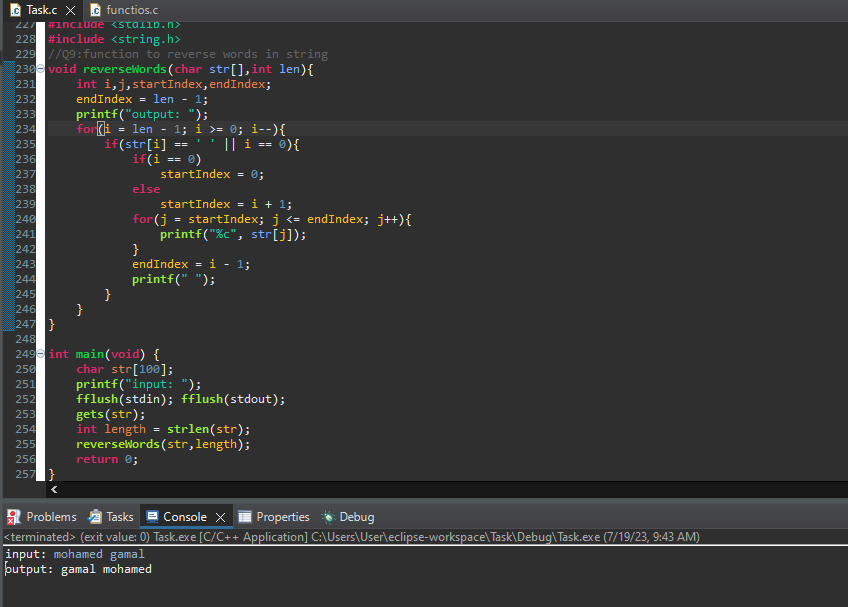 Task.c
functios.c
227 #include <stdlib.h>
228 #include <string.h>
229 //Q9:function to reverse words in string
230 void reverseWords(char str[],int len){
231     int i,j,startIndex,endIndex;
232     endIndex = len - 1;
233     printf("output: ");
234     for(i = len - 1; i >= 0; i--){
235         if(str[i] == ' ' || i == 0){
236             if(i == 0)
237                 startIndex = 0;
238             else
239                 startIndex = i + 1;
240             for(j = startIndex; j <= endIndex; j++){
241                 printf("%c", str[j]);
242             }
243             endIndex = i - 1;
244             printf(" ");
245         }
246     }
247 }
248
249 int main(void) {
250     char str[100];
251     printf("input: ");
252     fflush(stdin); fflush(stdout);
253     gets(str);
254     int length = strlen(str);
255     reverseWords(str,length);
256     return 0;
257 }
Problems Tasks Console Properties Debug
<terminated> (exit value: 0) Task.exe [C/C++ Application] C:\Users\User\eclipse-workspace\Task\Debug\Task.exe (7/19/23, 9:43 AM)
input: mohamed gamal
output: gamal mohamed